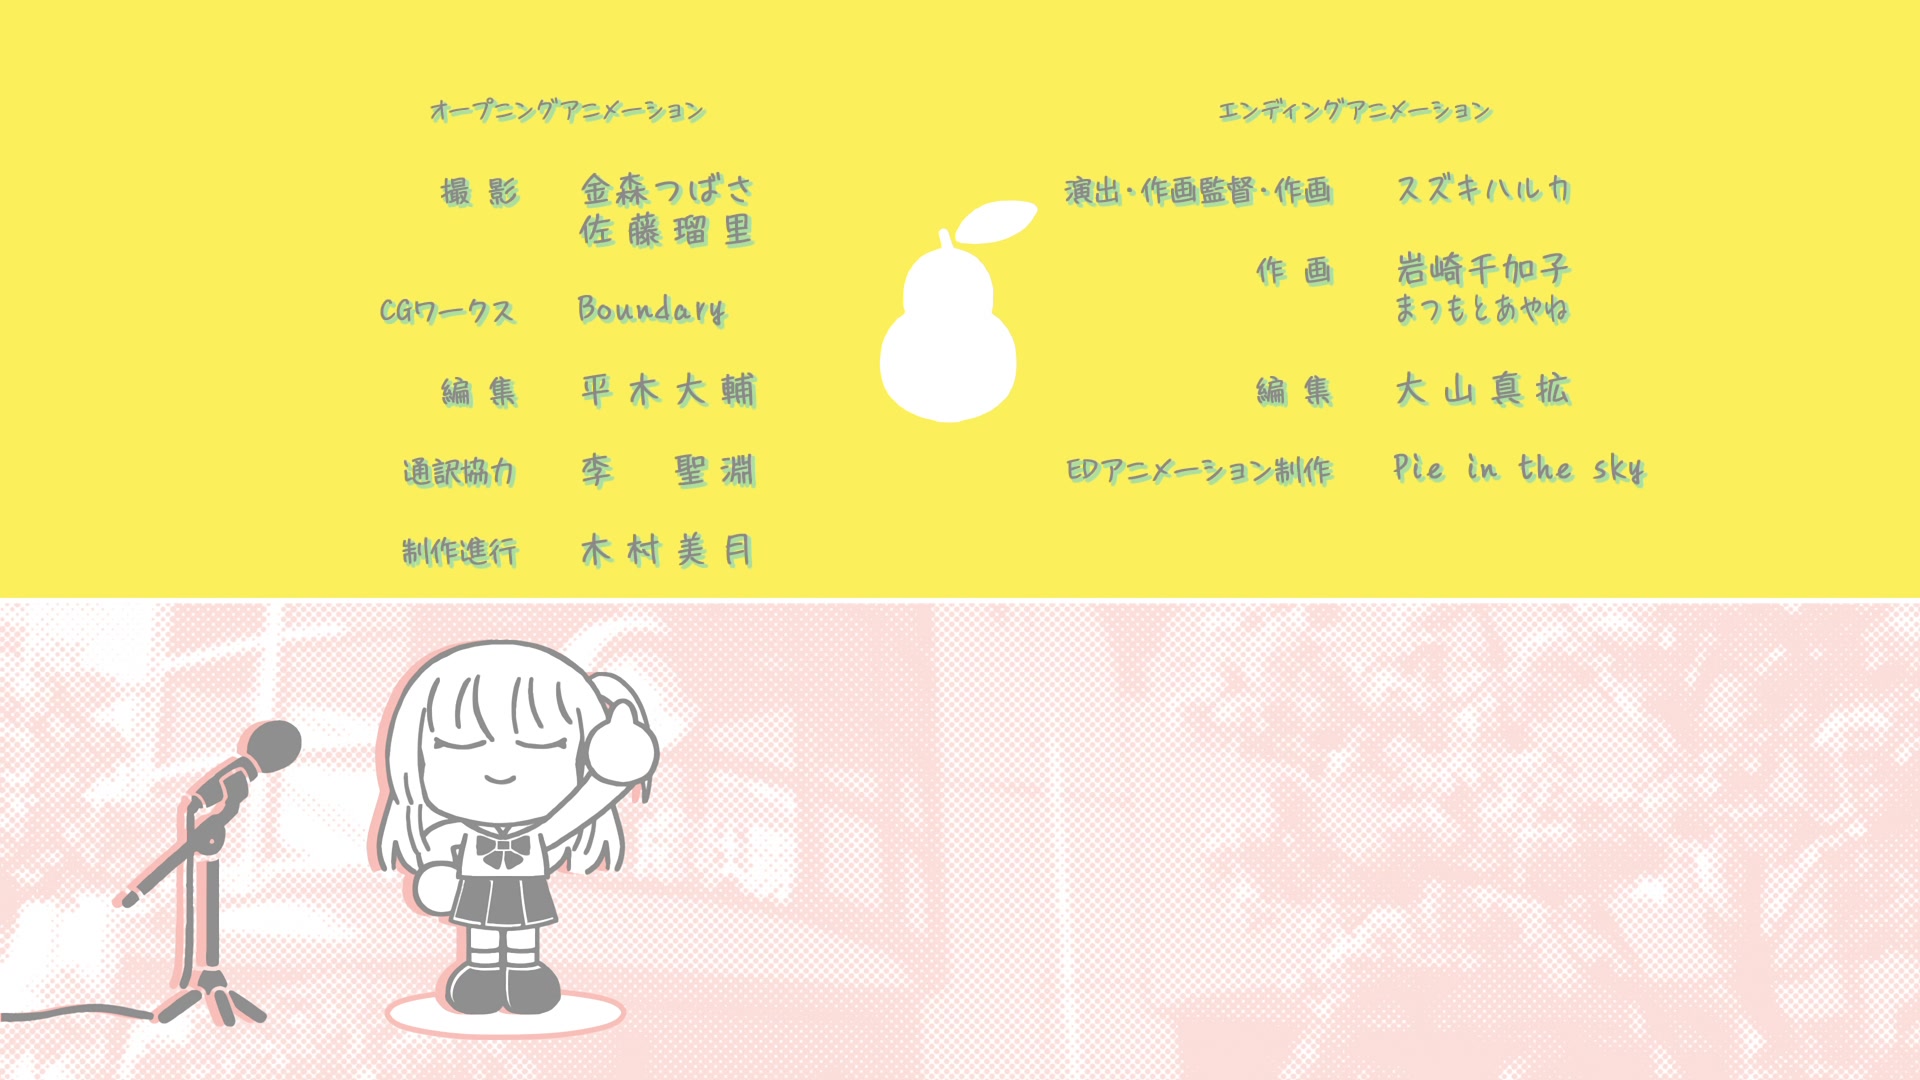 オープニングアニメーション
撮影 金森つばさ
佐藤瑠里
CGワークス Boundary
編集 平木大輔
通訳協力 李 聖淵
制作進行 木村美月
エンディングアニメーション
演出・作画監督・作画 スズキハルカ
作画 岩崎千加子
まつもとあやね
編集 大山真拡
EDアニメーション制作 Pie in the sky